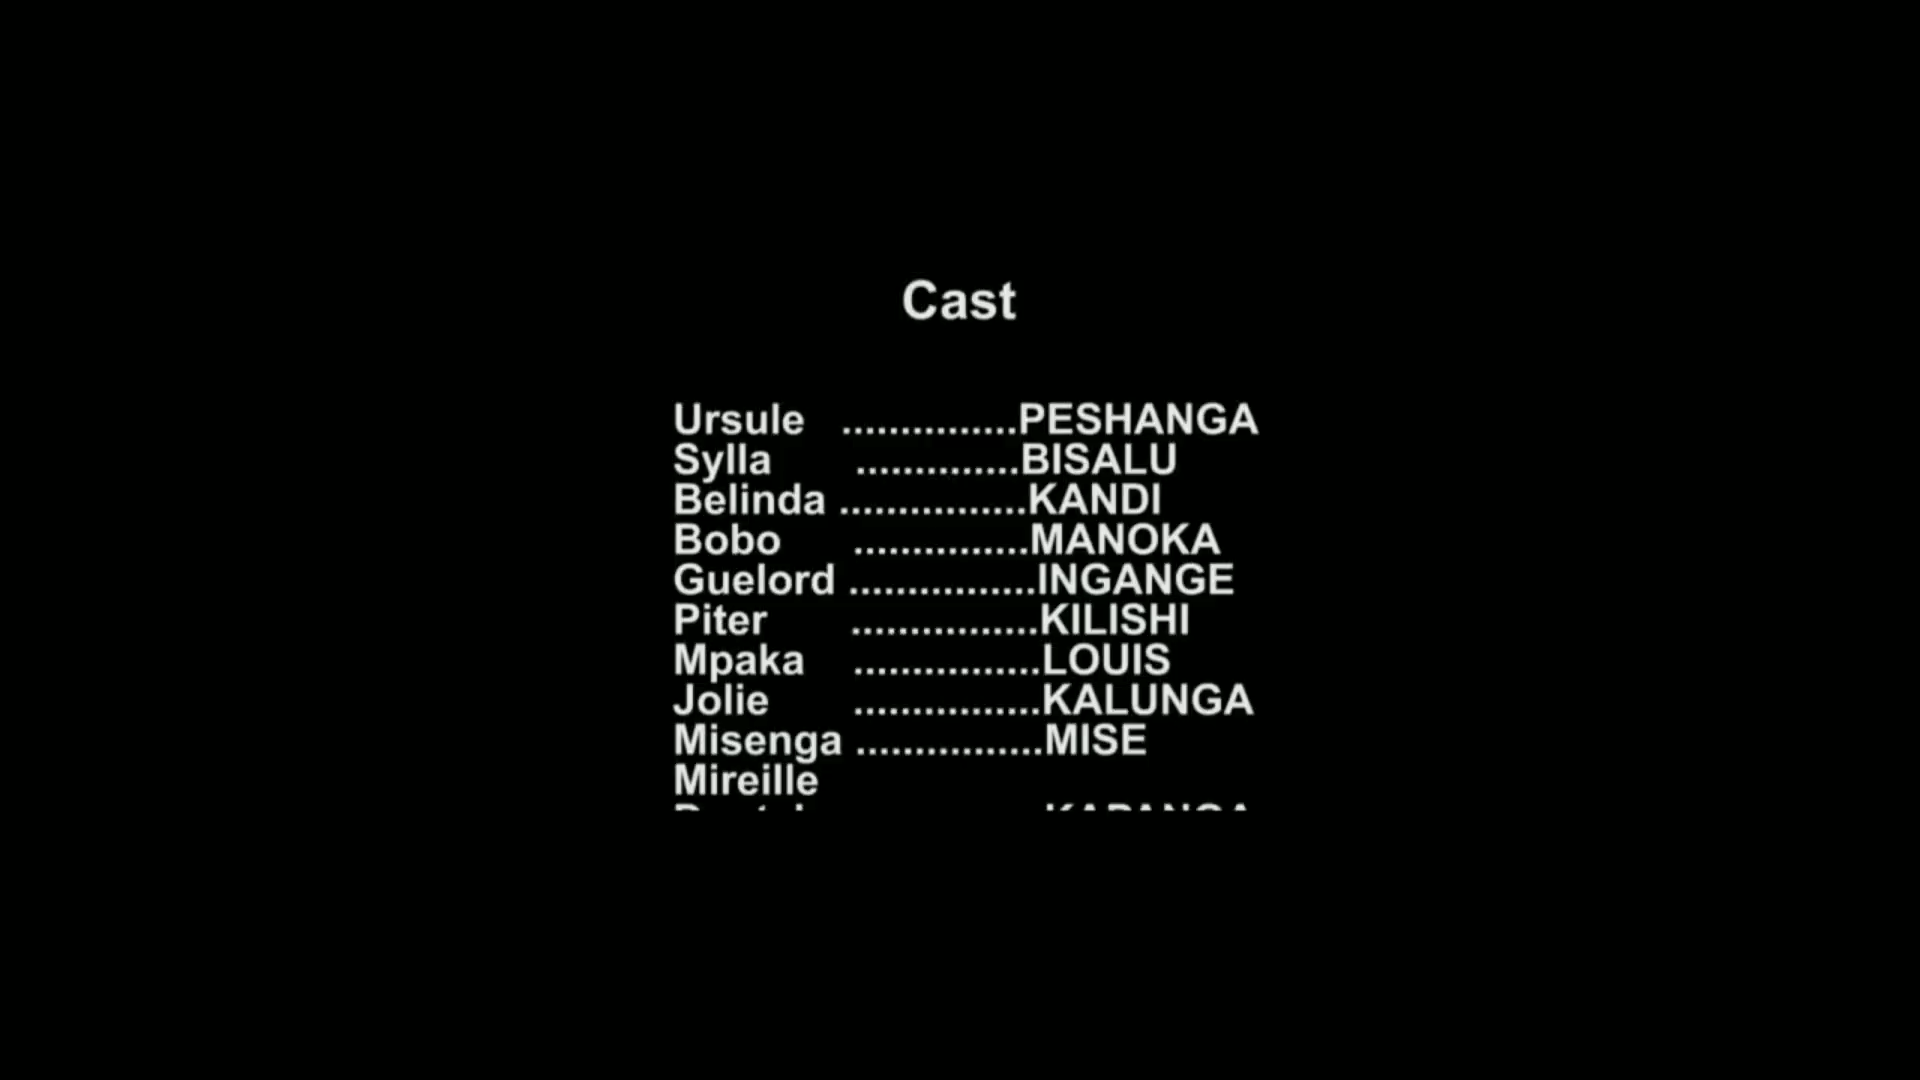 Cast
Ursule ...............PESHANGA
Sylla ..............BISALU
Belinda ................KANDI
Bobo ...............MANOKA
Guelord ................INGANGE
Piter ................KILISHI
Mpaka ................LOUIS
Jolie ................KALUNGA
Misenga ................MISE
Mireille